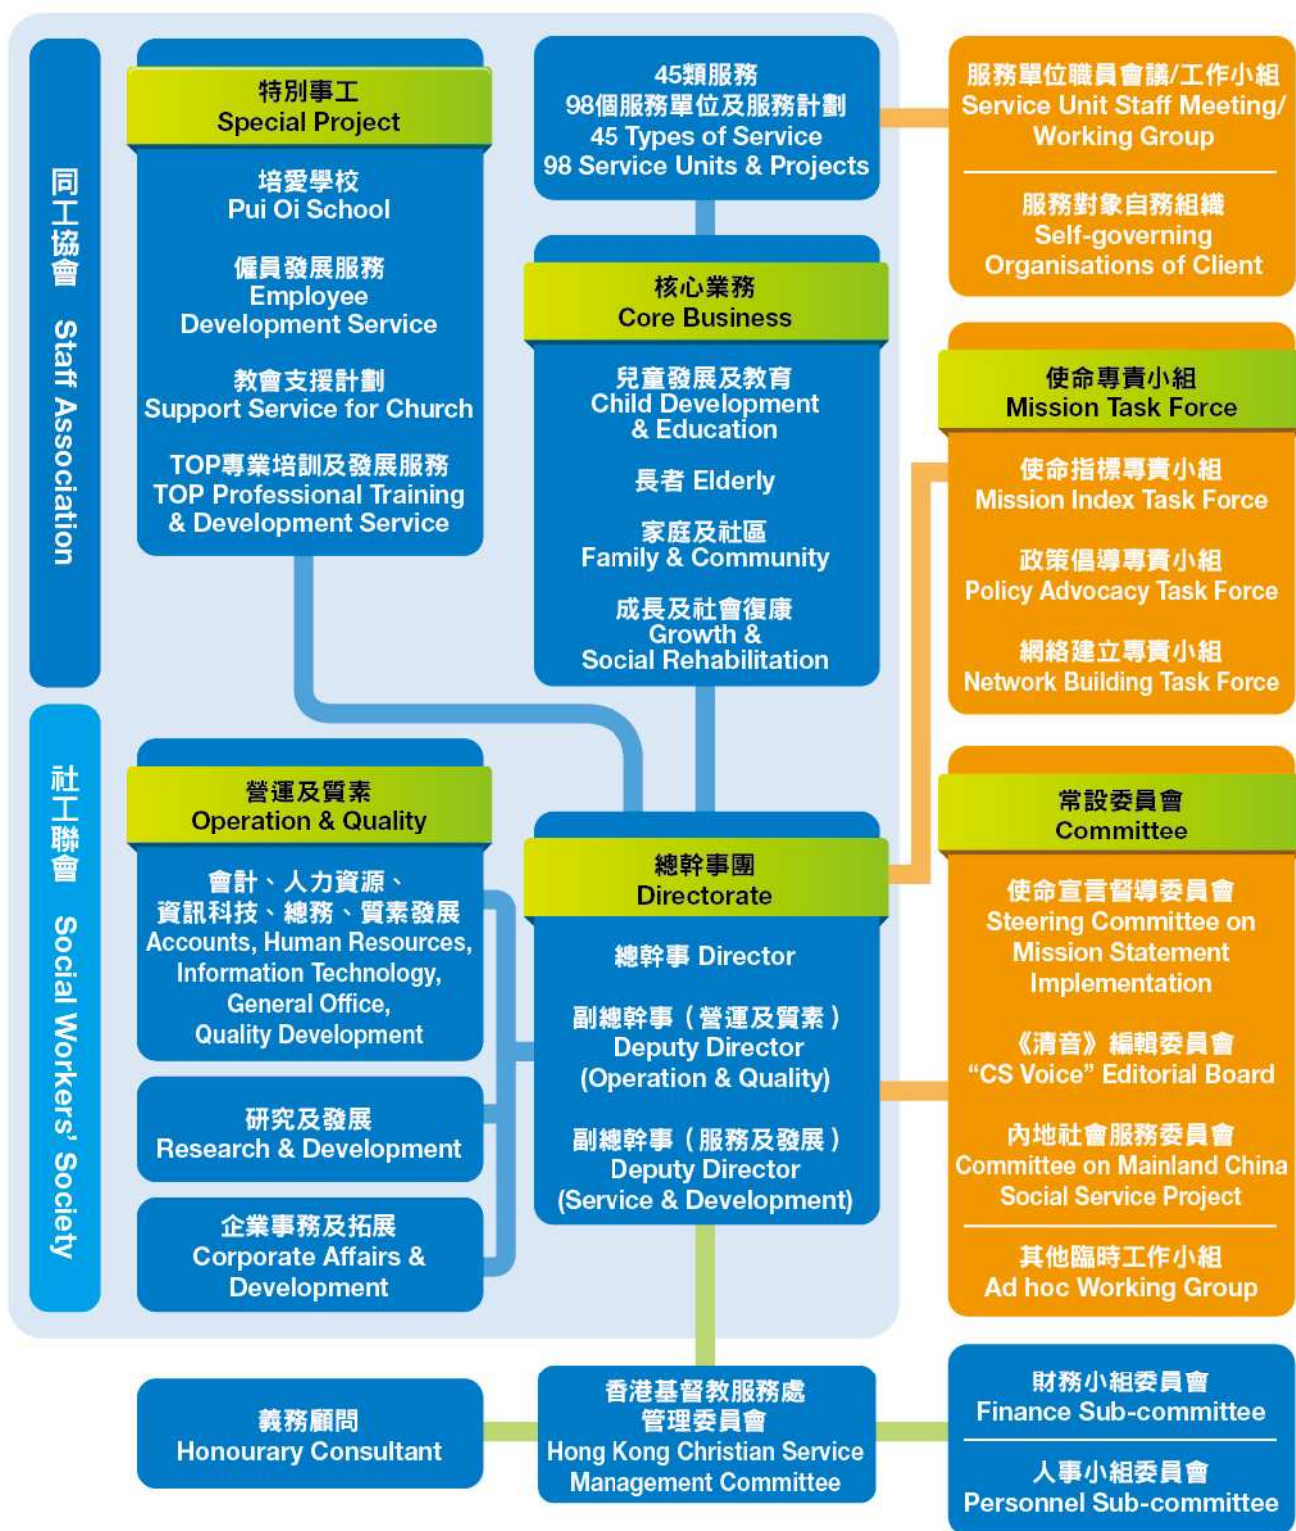 同工協會 Staff Association
社工聯會 Social Workers' Society
特別事工
Special Project
培愛學校
Pui Oi School
僱員發展服務
Employee
Development Service
教會支援計劃
Support Service for Church
TOP專業培訓及發展服務
TOP Professional Training
& Development Service
45類服務
98個服務單位及服務計劃
45 Types of Service
98 Service Units & Projects
核心業務
Core Business
兒童發展及教育
Child Development
& Education
長者 Elderly
家庭及社區
Family & Community
成長及社會復康
Growth &
Social Rehabilitation
服務單位職員會議/工作小組
Service Unit Staff Meeting/
Working Group
服務對象自務組織
Self-governing
Organisations of Client
使命專責小組
Mission Task Force
使命指標專責小組
Mission Index Task Force
政策倡導專責小組
Policy Advocacy Task Force
網絡建立專責小組
Network Building Task Force
營運及質素
Operation & Quality
會計、人力資源、
資訊科技、總務、質素發展
Accounts, Human Resources,
Information Technology,
General Office,
Quality Development
研究及發展
Research & Development
企業事務及拓展
Corporate Affairs &
Development
總幹事團
Directorate
總幹事 Director
副總幹事（營運及質素）
Deputy Director
(Operation & Quality)
副總幹事（服務及發展）
Deputy Director
(Service & Development)
常設委員會
Committee
使命宣言督導委員會
Steering Committee on
Mission Statement
Implementation
《清音》編輯委員會
“CS Voice” Editorial Board
內地社會服務委員會
Committee on Mainland China
Social Service Project
其他臨時工作小組
Ad hoc Working Group
義務顧問
Honourary Consultant
香港基督教服務處
管理委員會
Hong Kong Christian Service
Management Committee
財務小組委員會
Finance Sub-committee
人事小組委員會
Personnel Sub-committee